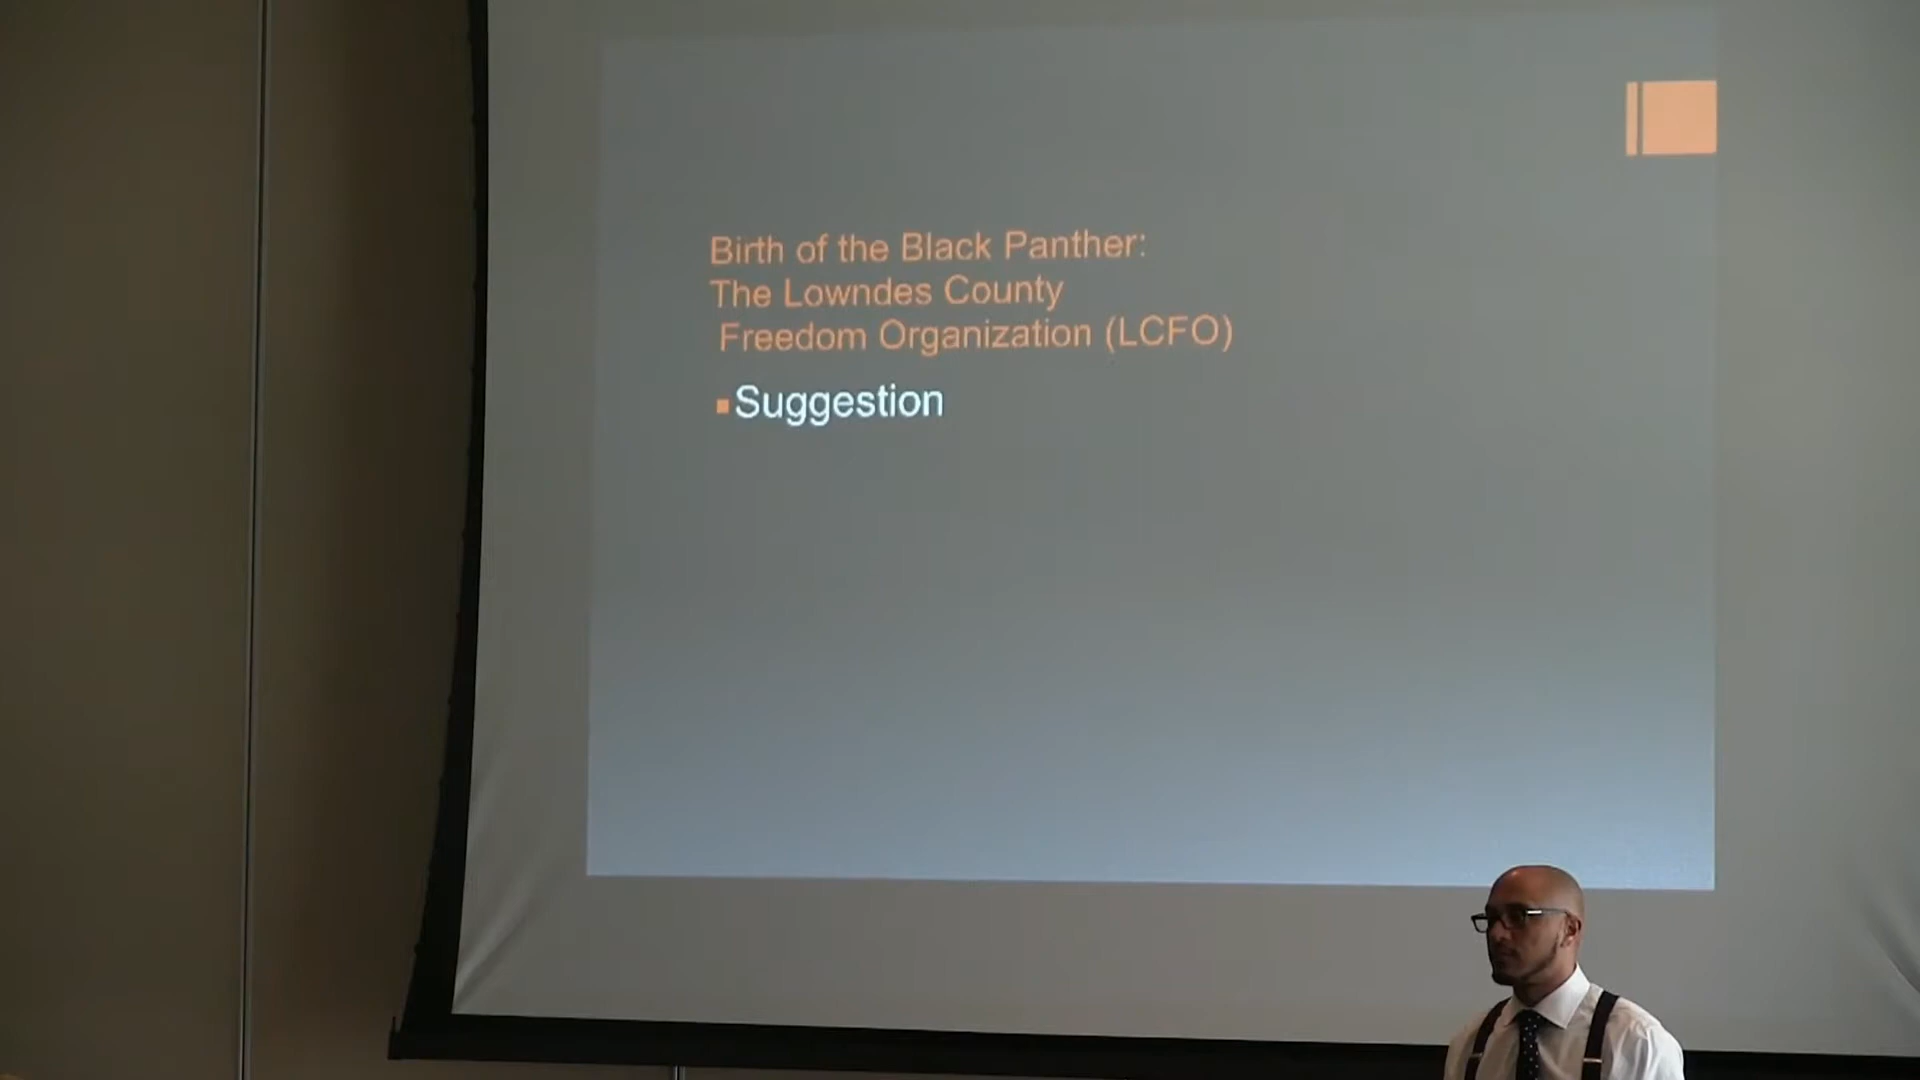 Birth of the Black Panther:
The Lowndes County
Freedom Organization (LCFO)
Suggestion